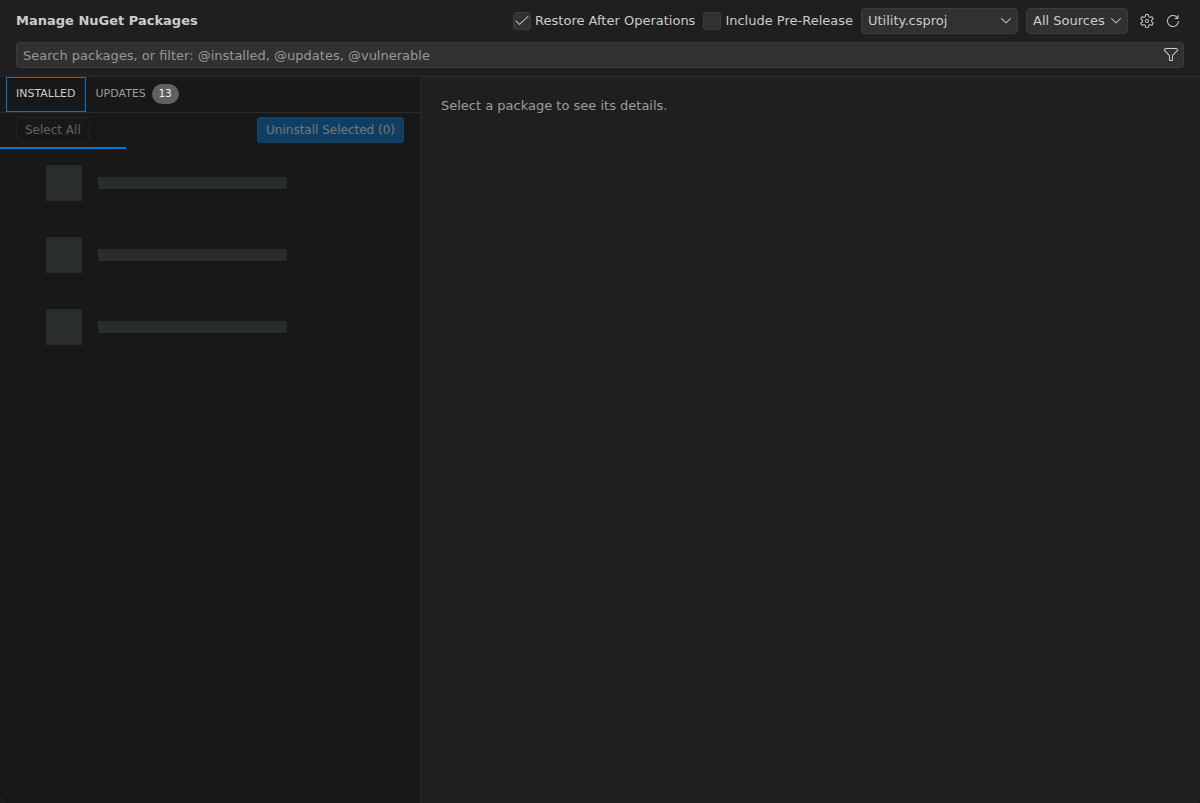 Manage NuGet Packages
Restore After Operations
Include Pre-Release
Utility.csproj
All Sources
Search packages, or filter: @installed, @updates, @vulnerable
INSTALLED
UPDATES 13
Select All
Uninstall Selected (0)
Select a package to see its details.